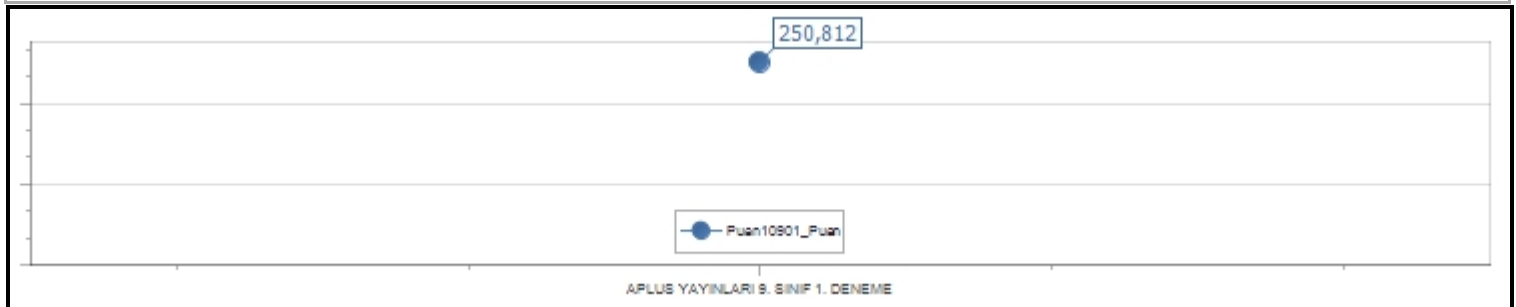 250,812
Puan10901_Puan
APLUS YAYINLARI 9. SINIF 1. DENEME